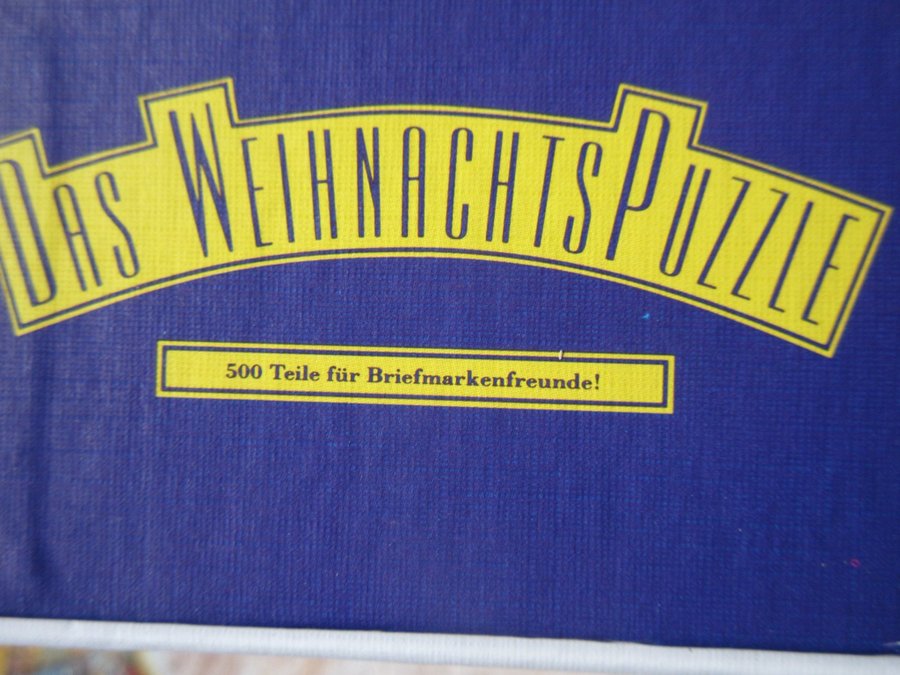 DAS WEIHNACHTSPUZZLE
500 Teile für Briefmarkenfreunde!